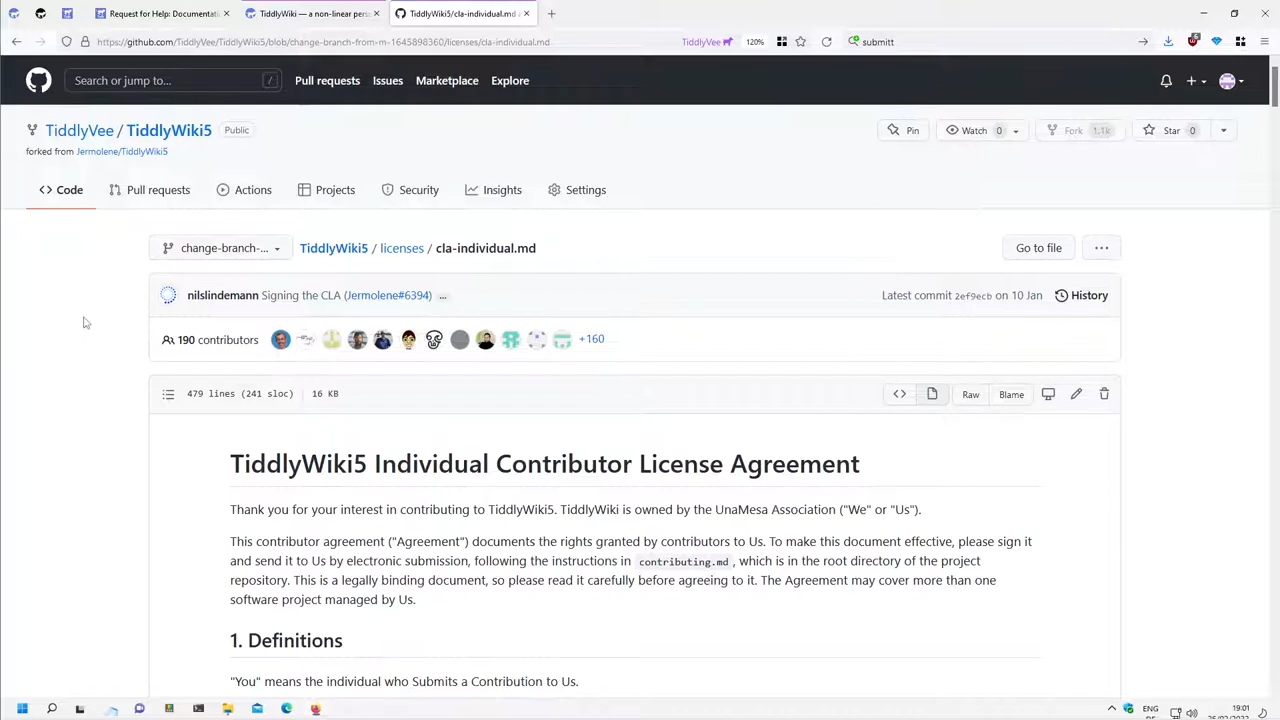 Request for Help: Documentati
TiddlyWiki — a non-linear pers
TiddlyWiki5/cla-individual.md a
https://github.com/TiddlyVee/TiddlyWiki5/blob/change-branch-from-m-1645898360/licenses/cla-individual.md
TiddlyVee
120%
submitt
Search or jump to...
/
Pull requests
Issues
Marketplace
Explore
TiddlyVee / TiddlyWiki5
Public
Pin
Watch 0
Fork 1.1k
Star 0
forked from Jermolene/TiddlyWiki5
Code
Pull requests
Actions
Projects
Security
Insights
Settings
change-branch-...
TiddlyWiki5 / licenses / cla-individual.md
Go to file
nilslindemann Signing the CLA (Jermolene#6394) ...
Latest commit 2ef9ecb on 10 Jan
History
190 contributors
+160
479 lines (241 sloc)
16 KB
Raw
Blame
TiddlyWiki5 Individual Contributor License Agreement
Thank you for your interest in contributing to TiddlyWiki5. TiddlyWiki is owned by the UnaMesa Association ("We" or "Us").
This contributor agreement ("Agreement") documents the rights granted by contributors to Us. To make this document effective, please sign it
and send it to Us by electronic submission, following the instructions in contributing.md, which is in the root directory of the project
repository. This is a legally binding document, so please read it carefully before agreeing to it. The Agreement may cover more than one
software project managed by Us.
1. Definitions
"You" means the individual who Submits a Contribution to Us.
ENG
19:01